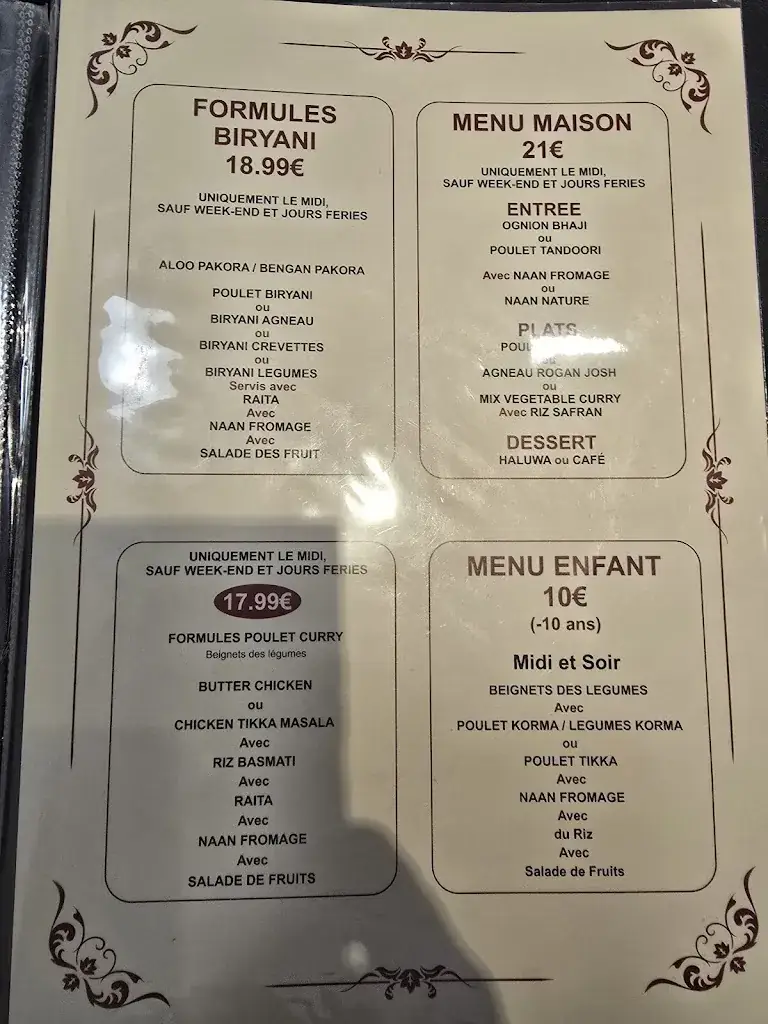 FORMULES
BIRYANI
18.99€
UNIQUEMENT LE MIDI,
SAUF WEEK-END ET JOURS FERIES
ALOO PAKORA / BENGAN PAKORA
POULET BIRYANI
ou
BIRYANI AGNEAU
ou
BIRYANI CREVETTES
ou
BIRYANI LEGUMES
Servis avec
RAITA
Avec
NAAN FROMAGE
Avec
SALADE DES FRUIT
MENU MAISON
21€
UNIQUEMENT LE MIDI,
SAUF WEEK-END ET JOURS FERIES
ENTREE
OGNION BHAJI
ou
POULET TANDOORI
Avec NAAN FROMAGE
ou
NAAN NATURE
PLATS
ou
AGNEAU ROGAN JOSH
ou
MIX VEGETABLE CURRY
Avec RIZ SAFRAN
DESSERT
HALUWA ou CAFÉ
UNIQUEMENT LE MIDI,
SAUF WEEK-END ET JOURS FERIES
17.99€
FORMULES POULET CURRY
Beignets des légumes
BUTTER CHICKEN
ou
CHICKEN TIKKA MASALA
Avec
RIZ BASMATI
Avec
RAITA
Avec
NAAN FROMAGE
Avec
SALADE DE FRUITS
MENU ENFANT
10€
(-10 ans)
Midi et Soir
BEIGNETS DES LEGUMES
Avec
POULET KORMA / LEGUMES KORMA
ou
POULET TIKKA
Avec
NAAN FROMAGE
Avec
du Riz
Avec
Salade de Fruits